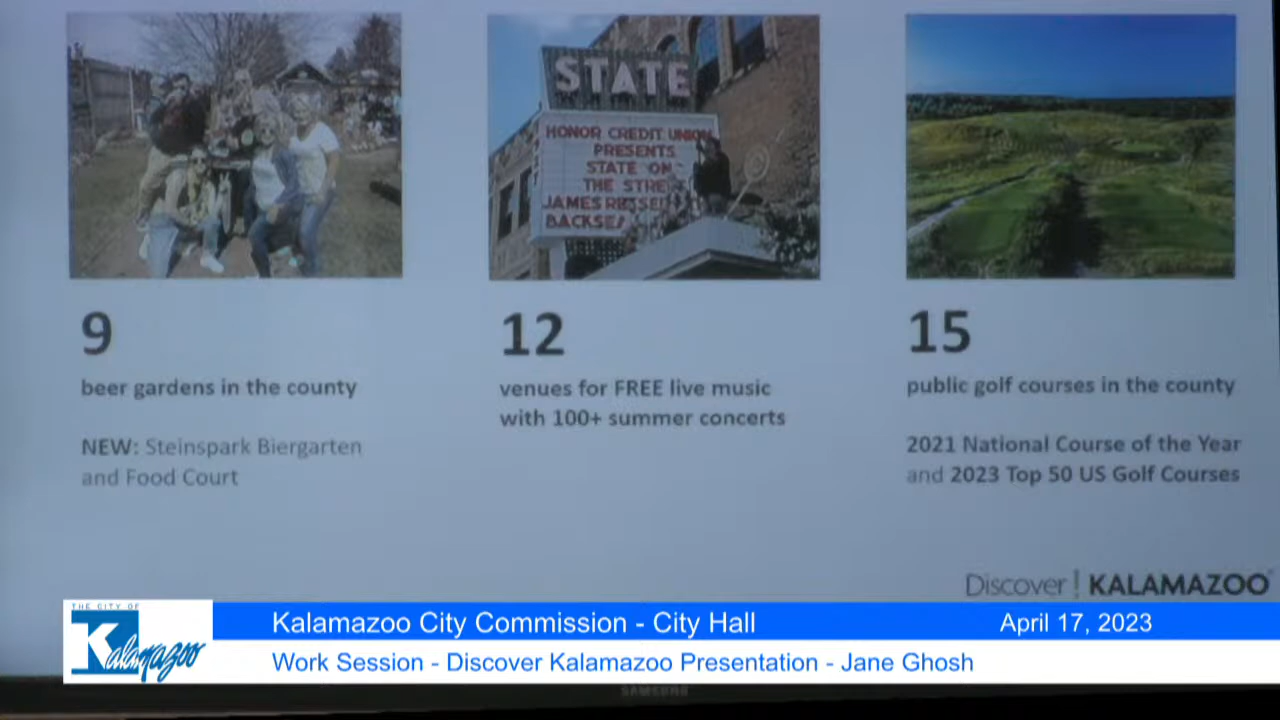 STATE
HONOR CREDIT UNION
PRESENTS
STATE ON
THE STRE
JAMES
BACKSEA
9
beer gardens in the county
NEW: Steinspark Biergarten
and Food Court
12
venues for FREE live music
with 100+ summer concerts
15
public golf courses in the county
2021 National Course of the Year
and 2023 Top 50 US Golf Courses
Discover | KALAMAZOO
THE CITY OF
Kalamazoo
Kalamazoo City Commission - City Hall
April 17, 2023
Work Session - Discover Kalamazoo Presentation - Jane Ghosh
SAMSUNG